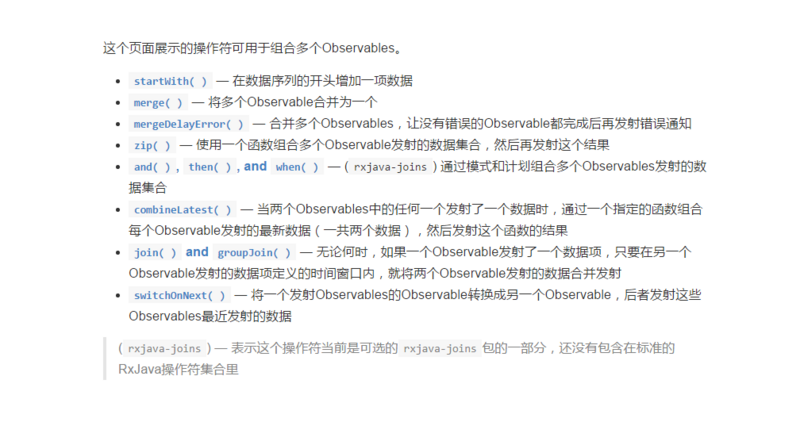 这个页面展示的操作符可用于组合多个Observables。
startWith( ) — 在数据序列的开头增加一项数据
merge( ) — 将多个Observable合并为一个
mergeDelayError( ) — 合并多个Observables，让没有错误的Observable都完成后再发射错误通知
zip( ) — 使用一个函数组合多个Observable发射的数据集合，然后再发射这个结果
and( ) , then( ) , and when( ) — ( rxjava-joins ) 通过模式和计划组合多个Observables发射的数
据集合
combineLatest( ) — 当两个Observables中的任何一个发射了一个数据时，通过一个指定的函数组合
每个Observable发射的最新数据（一共两个数据），然后发射这个函数的结果
join( ) and groupJoin( ) — 无论何时，如果一个Observable发射了一个数据项，只要在另一个
Observable发射的数据项定义的时间窗口内，就将两个Observable发射的数据合并发射
switchOnNext( ) — 将一个发射Observables的Observable转换成另一个Observable，后者发射这些
Observables最近发射的数据
( rxjava-joins ) — 表示这个操作符当前是可选的 rxjava-joins 包的一部分，还没有包含在标准的
RxJava操作符集合里